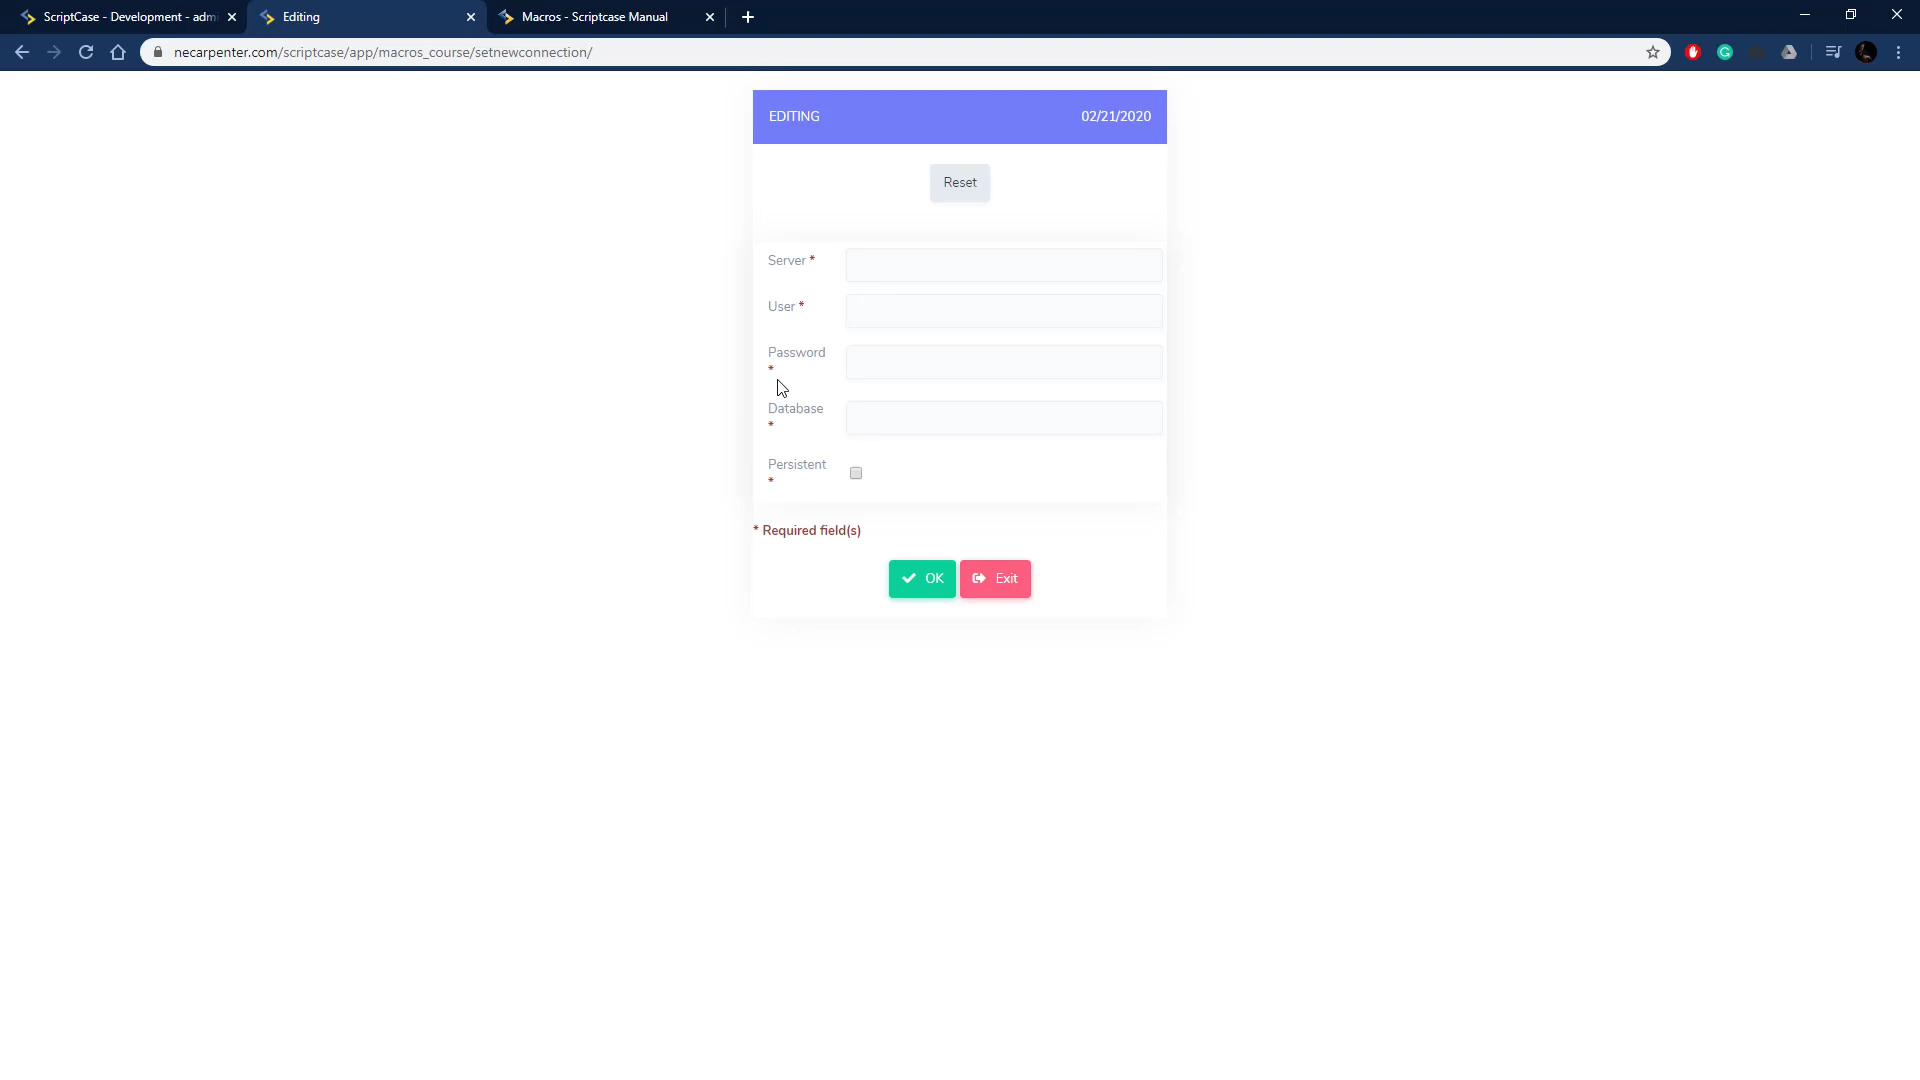 ScriptCase - Development - adm
Editing
Macros - Scriptcase Manual
necarpenter.com/scriptcase/app/macros_course/setnewconnection/
EDITING
02/21/2020
Reset
Server *
User *
Password
*
Database
*
Persistent
*
* Required field(s)
OK
Exit